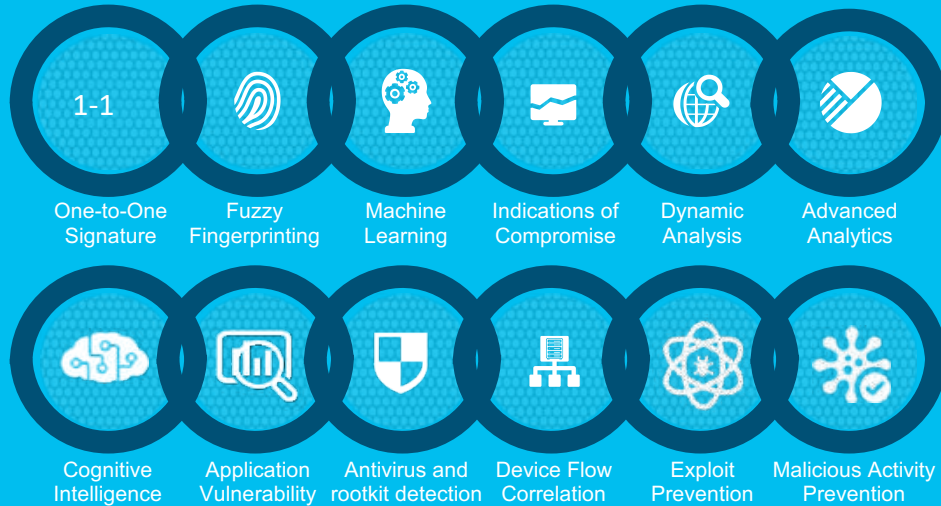 1-1
One-to-One
Signature
Fuzzy
Fingerprinting
Machine
Learning
Indications of
Compromise
Dynamic
Analysis
Advanced
Analytics
Cognitive
Intelligence
Application
Vulnerability
Antivirus and
rootkit detection
Device Flow
Correlation
Exploit
Prevention
Malicious Activity
Prevention